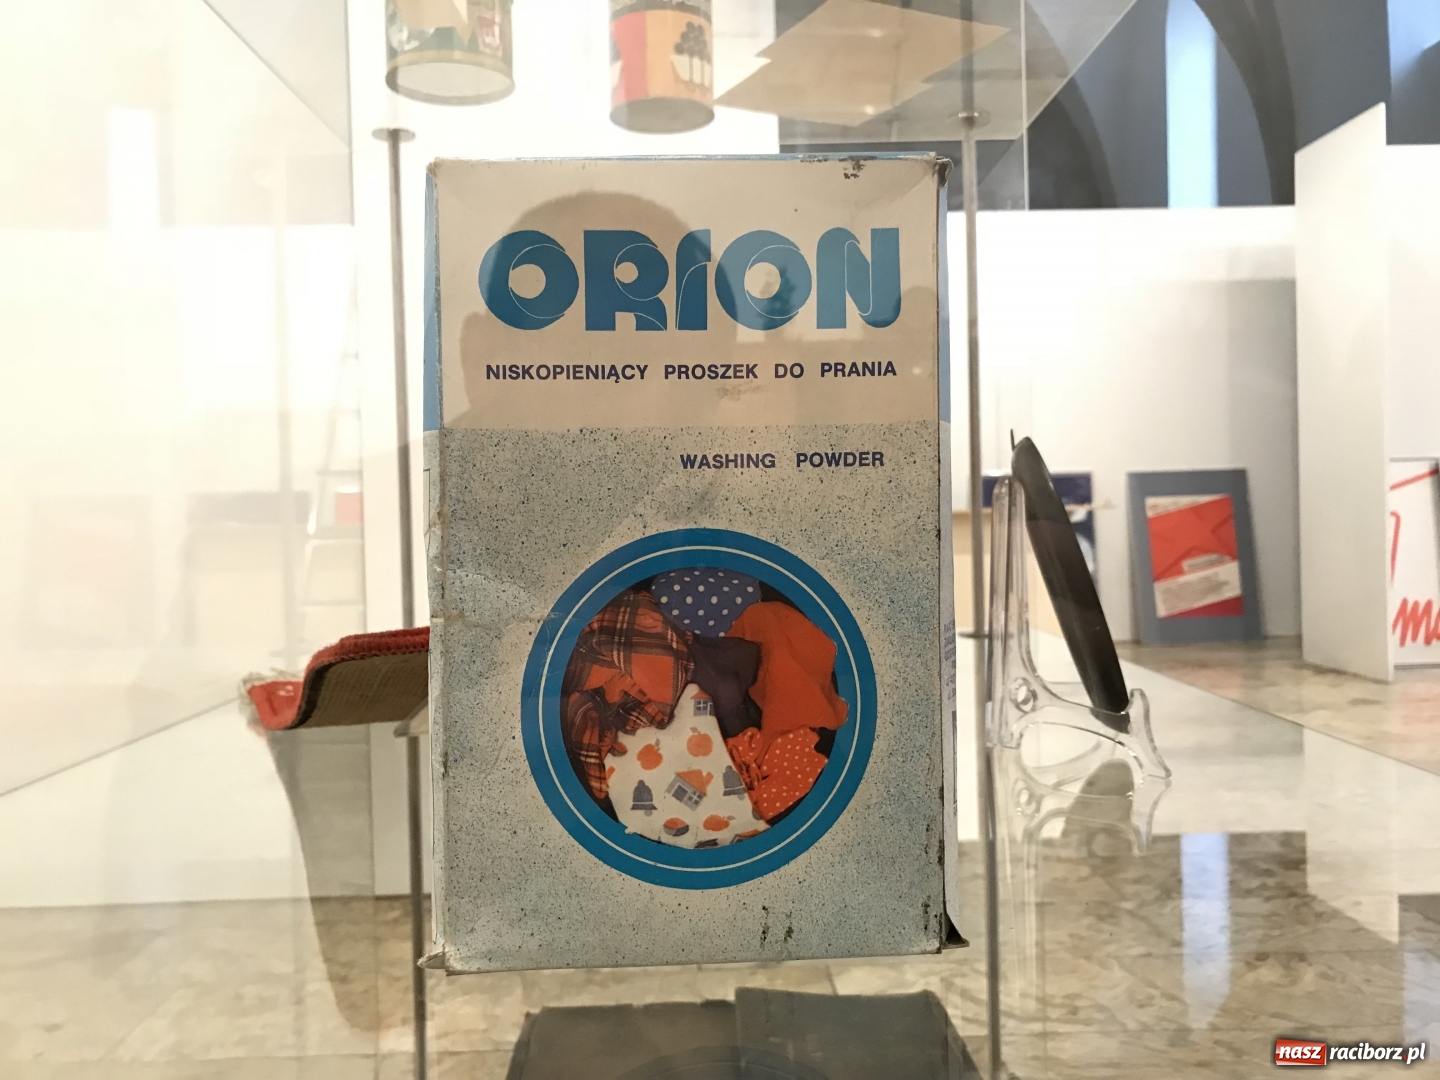 ORION
NISKOPIENIĄCY PROSZEK DO PRANIA
WASHING POWDER
nasz raciborz pl